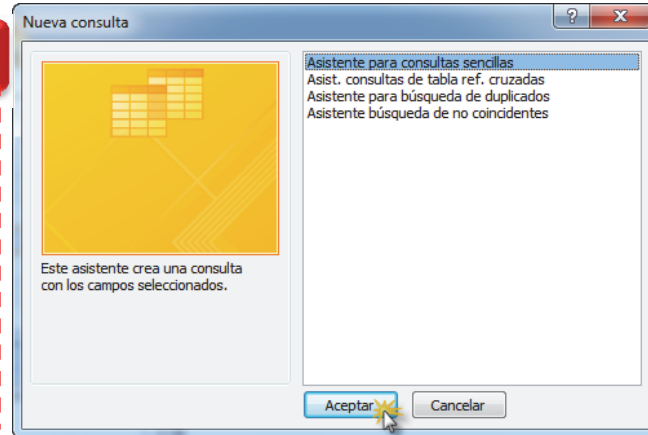 Nueva consulta
Asistente para consultas sencillas
Asist. consultas de tabla ref. cruzadas
Asistente para búsqueda de duplicados
Asistente búsqueda de no coincidentes
Este asistente crea una consulta
con los campos seleccionados.
Aceptar
Cancelar